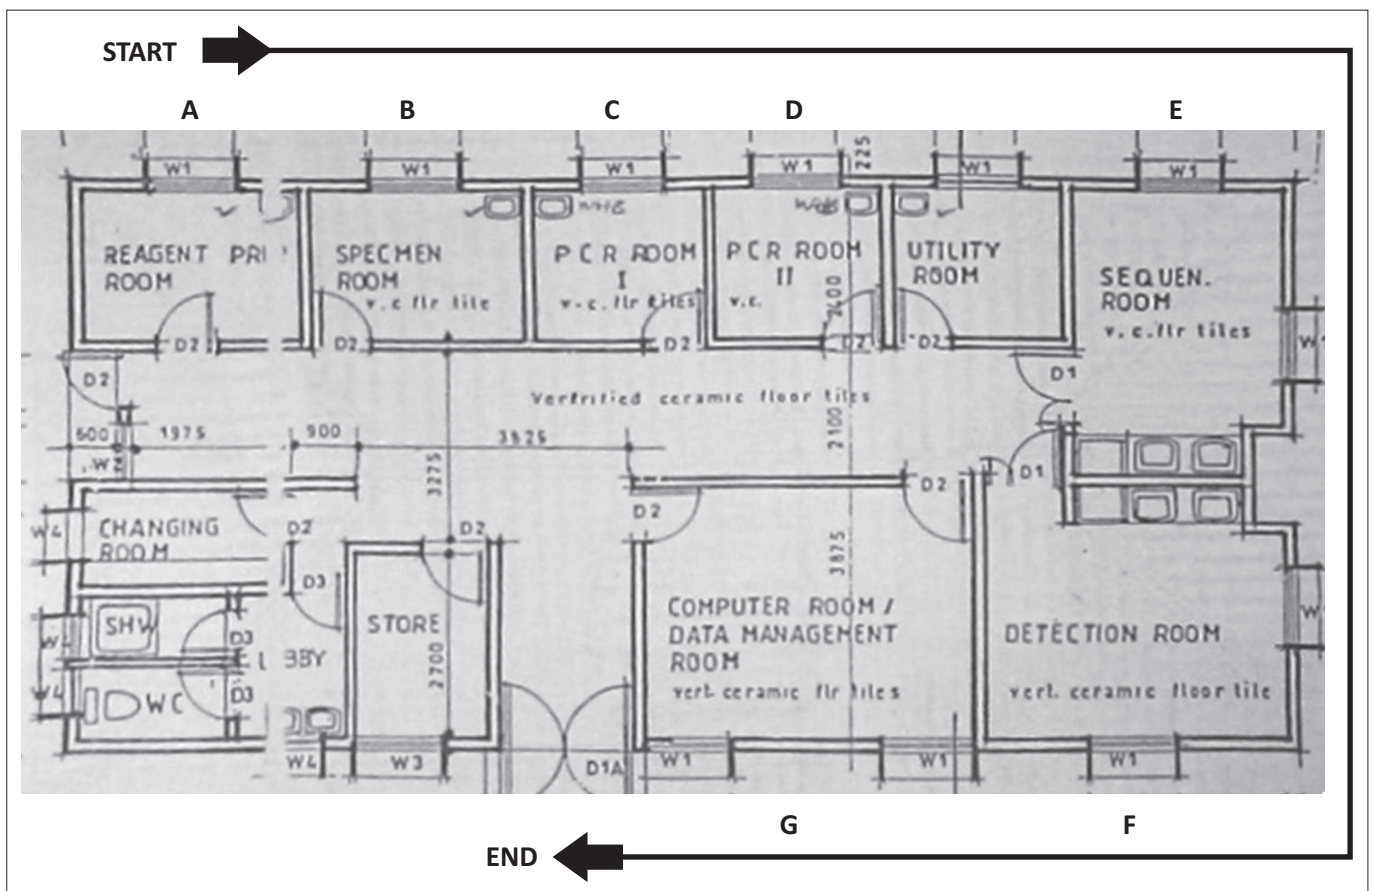 START
A B C D E
W1 W1 W1 W1 225 W1 W1
REAGENT PRI
ROOM
SPECMEN
ROOM
v.c flr tile
P C R ROOM
I
v.c.flr tiles
P C R ROOM
II
v.c.
2400
UTILITY
ROOM
SEQUEN.
ROOM
v.c.flr tiles
D2 D2 D2 D2 D2
D2
D1
W
Verfrified ceramic floor tiles
600 1975 900 3825
2100
W
3275
D2 D1
CHANGING
ROOM
W4
D2 D2 D2
3875
D3
SHW
W4
D3
STORE
COMPUTER ROOM /
DATA MANAGEMENT
ROOM
vert. ceramic flr tiles
DETECTION ROOM
vert. ceramic floor tile
W
L BBY
2700
W4
WC
D3
W4 W3 D1A W1 W1 W1
G F
END